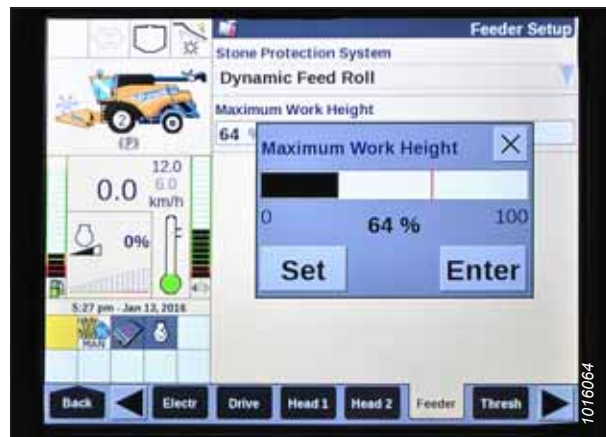 Feeder Setup
Stone Protection System
Dynamic Feed Roll
Maximum Work Height
64 %
Maximum Work Height
0
64 %
100
Set
Enter
2
(P)
12.0
6.0
0.0
km/h
0%
5:27 pm - Jan 13, 2016
MAN
Back
Electr
Drive
Head 1
Head 2
Feeder
Thresh
1016064